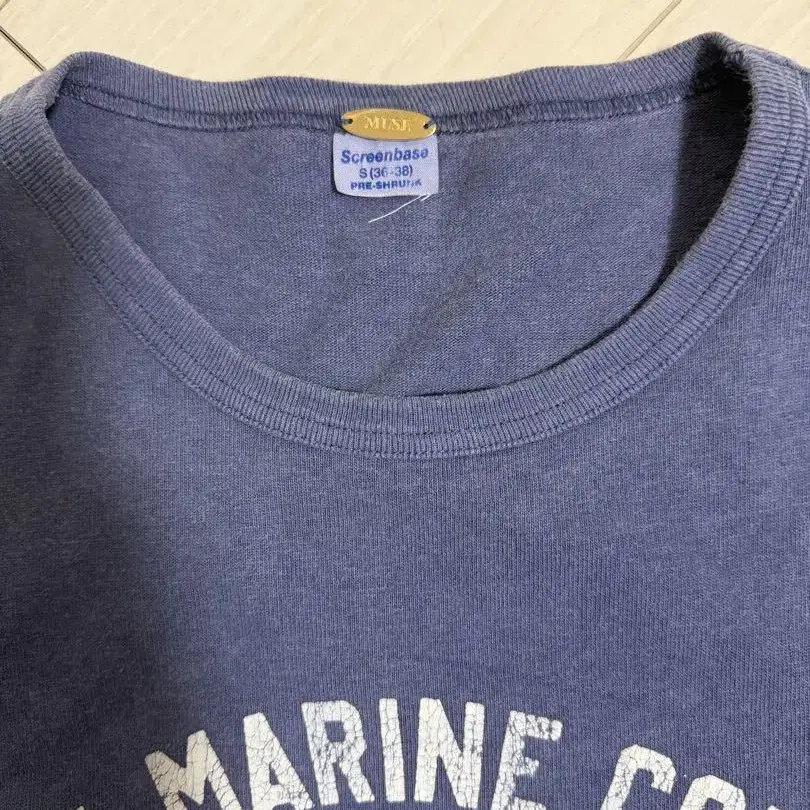 MUSE
Screenbase
S (36-38)
PRE-SHRUNK
MARINE CO